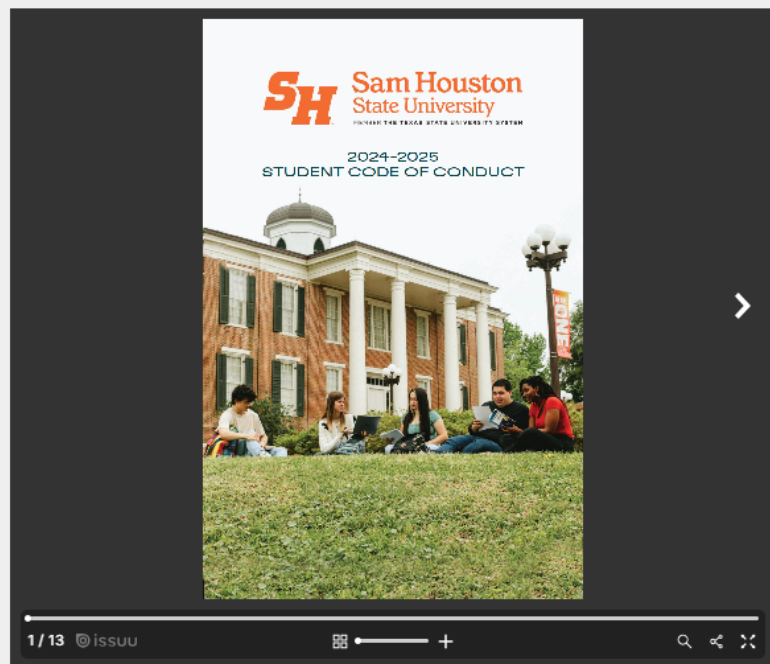 SH
Sam Houston
State University
MEMBER THE TEXAS STATE UNIVERSITY SYSTEM
2024-2025
STUDENT CODE OF CONDUCT
1/13 issuu